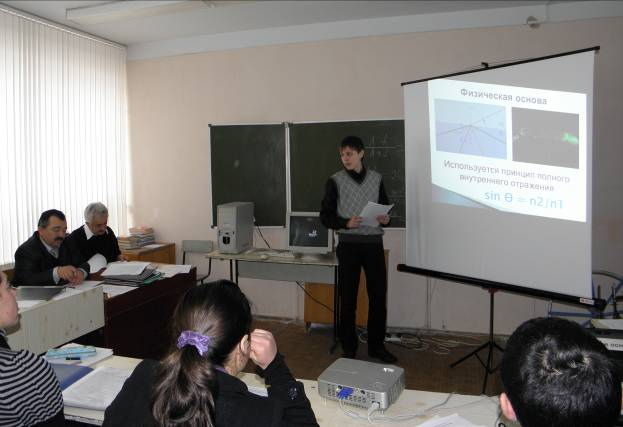 Физическая основа
Используется принцип полного
внутреннего отражения
sin Θ = n2/n1